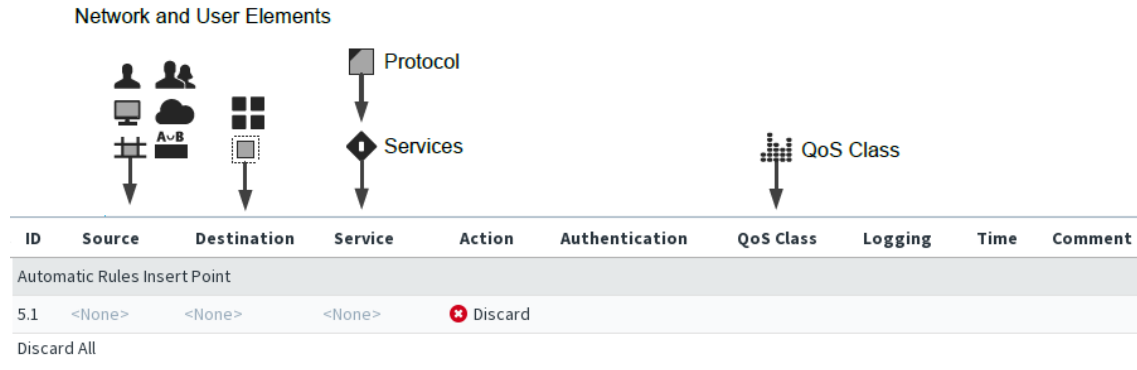 Network and User Elements
Protocol
A∪B
Services
QoS Class
ID Source Destination Service Action Authentication QoS Class Logging Time Comment
Automatic Rules Insert Point
5.1 <None> <None> <None> Discard
Discard All